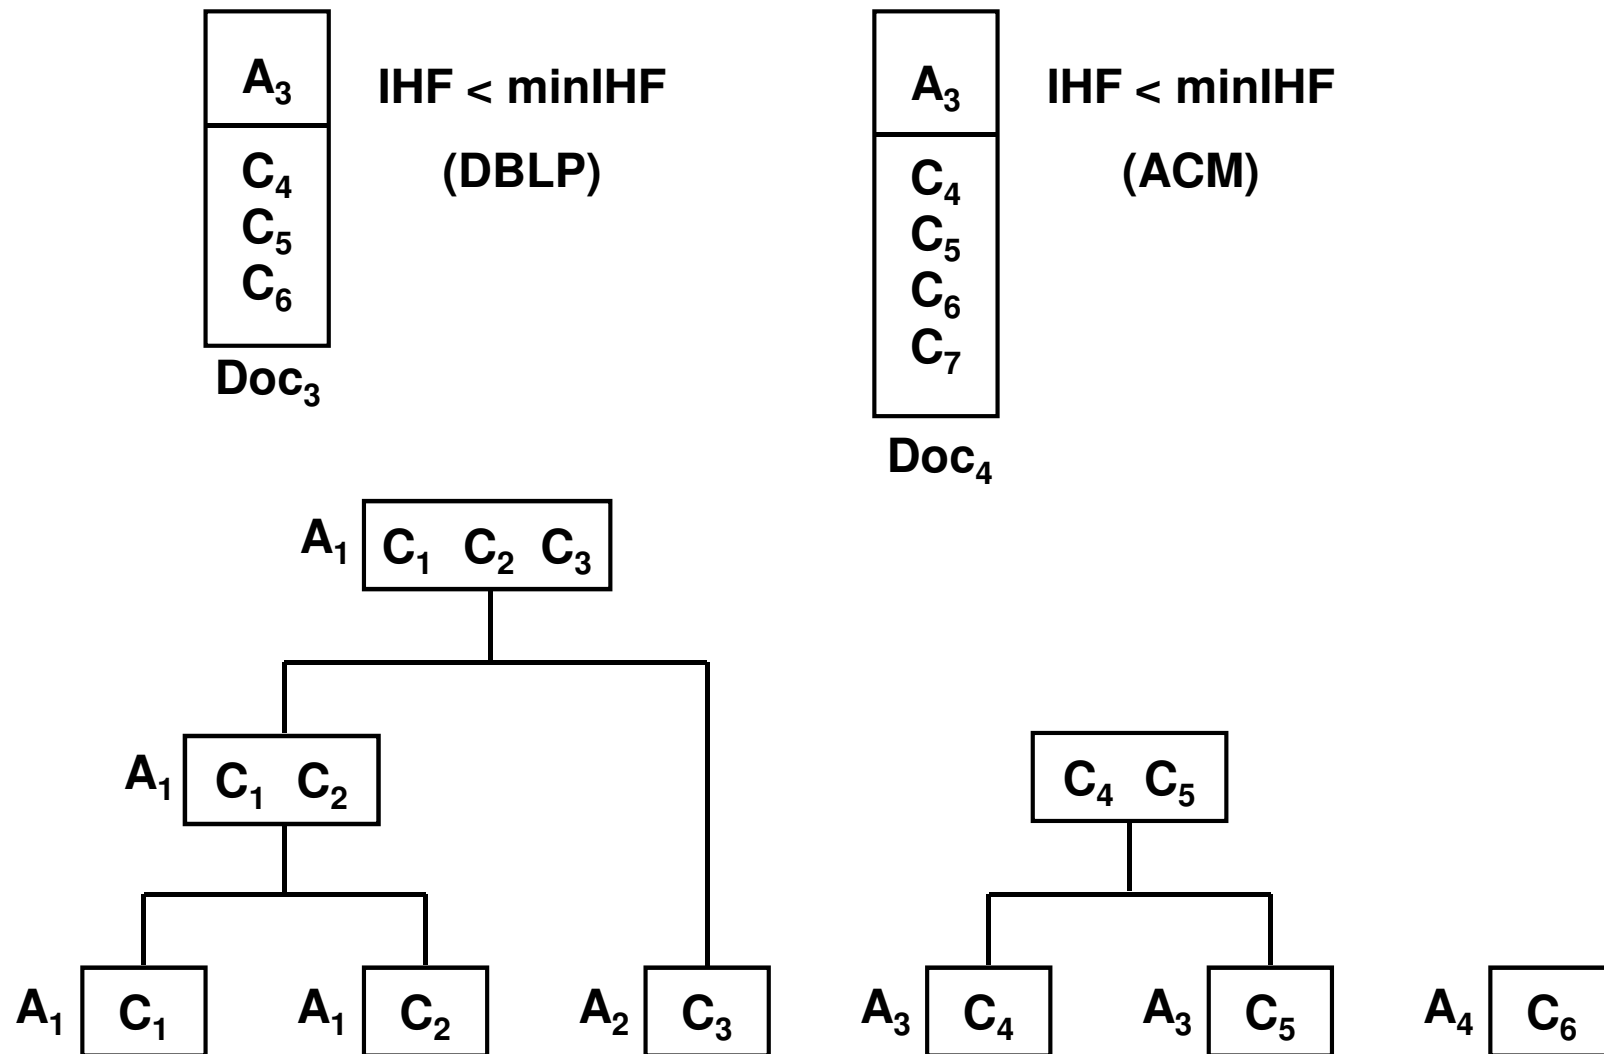 A₃
IHF < minIHF
(DBLP)
C₄
C₅
C₆
Doc₃
A₃
IHF < minIHF
(ACM)
C₄
C₅
C₆
C₇
Doc₄
A₁ C₁ C₂ C₃
A₁ C₁ C₂
C₄ C₅
A₁ C₁ A₁ C₂ A₂ C₃ A₃ C₄ A₃ C₅ A₄ C₆